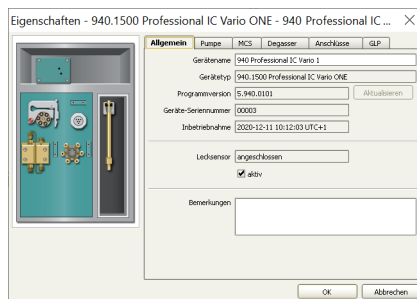 Eigenschaften - 940.1500 Professional IC Vario ONE - 940 Professional IC ...
Allgemein Pumpe MCS Degasser Anschlüsse GLP
Gerätename 940 Professional IC Vario 1
Gerätetyp 940.1500 Professional IC Vario ONE
Programmversion 5.940.0101 Aktualisieren
Geräte-Seriennummer 00003
Inbetriebnahme 2020-12-11 10:12:03 UTC+1
Lecksensor angeschlossen
aktiv
Bemerkungen
OK Abbrechen